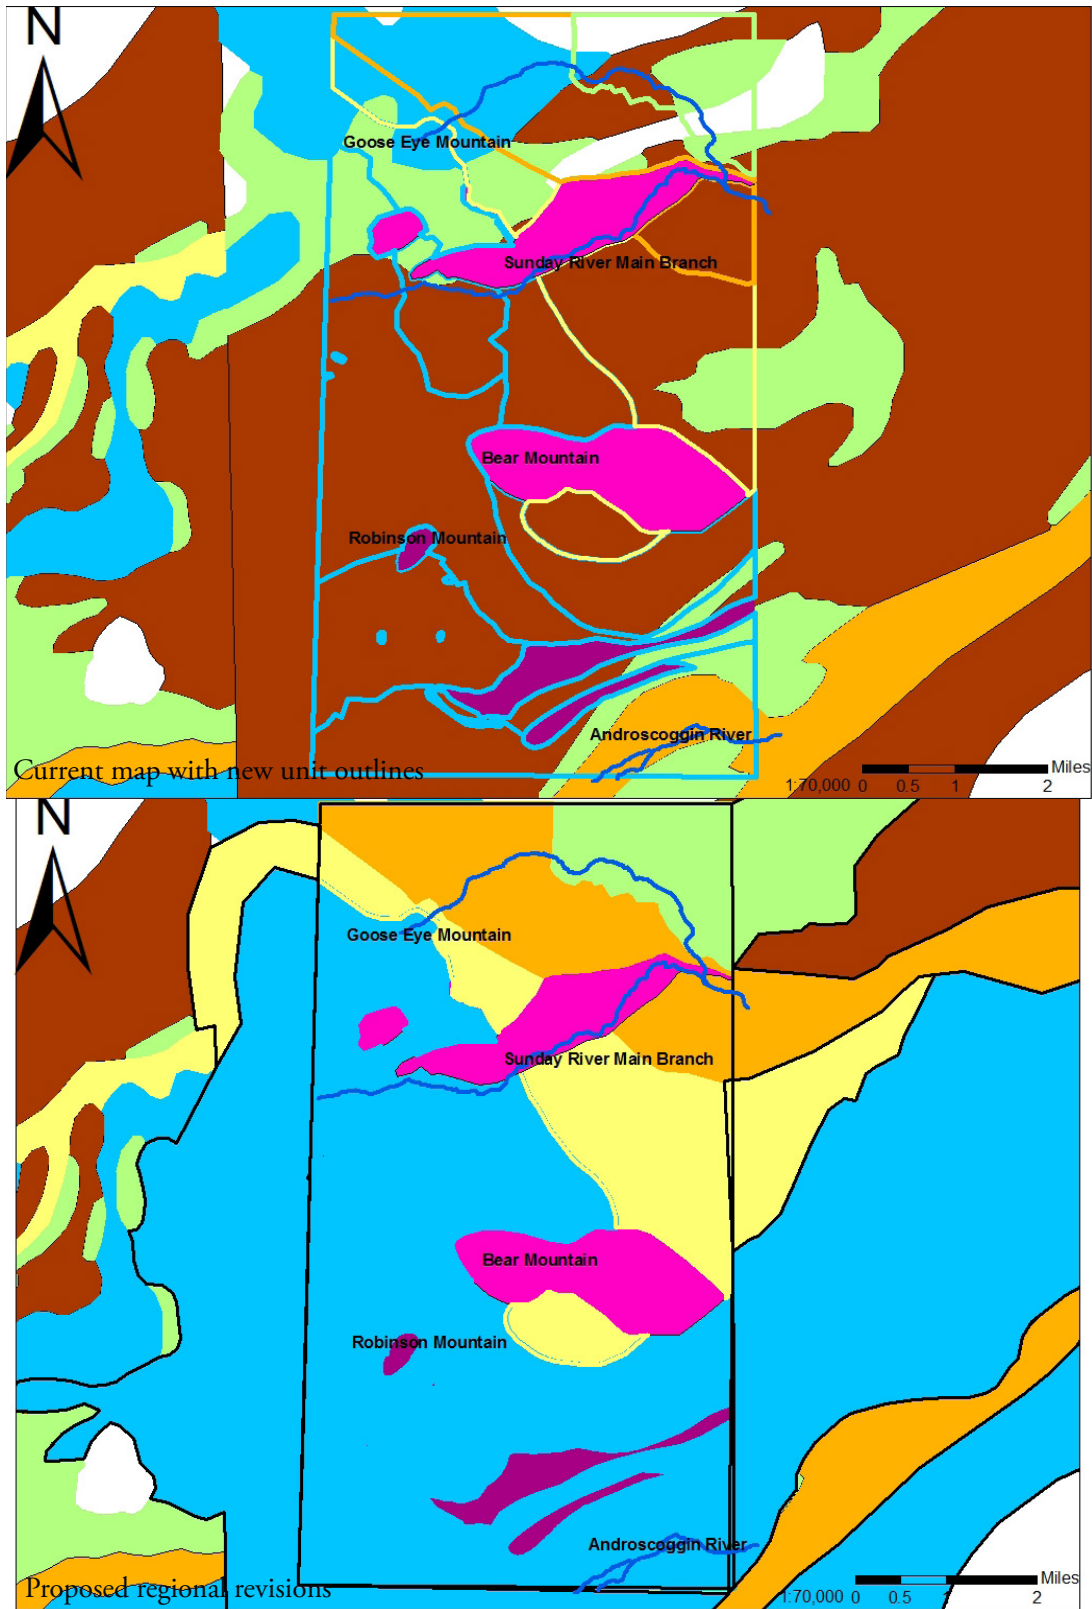 N
Goose Eye Mountain
Sunday River Main Branch
Bear Mountain
Robinson Mountain
Androscoggin River
Current map with new unit outlines
Miles
1:70,000 0 0.5 1 2
N
Goose Eye Mountain
Sunday River Main Branch
Bear Mountain
Robinson Mountain
Androscoggin River
Proposed regional revisions
Miles
1:70,000 0 0.5 1 2